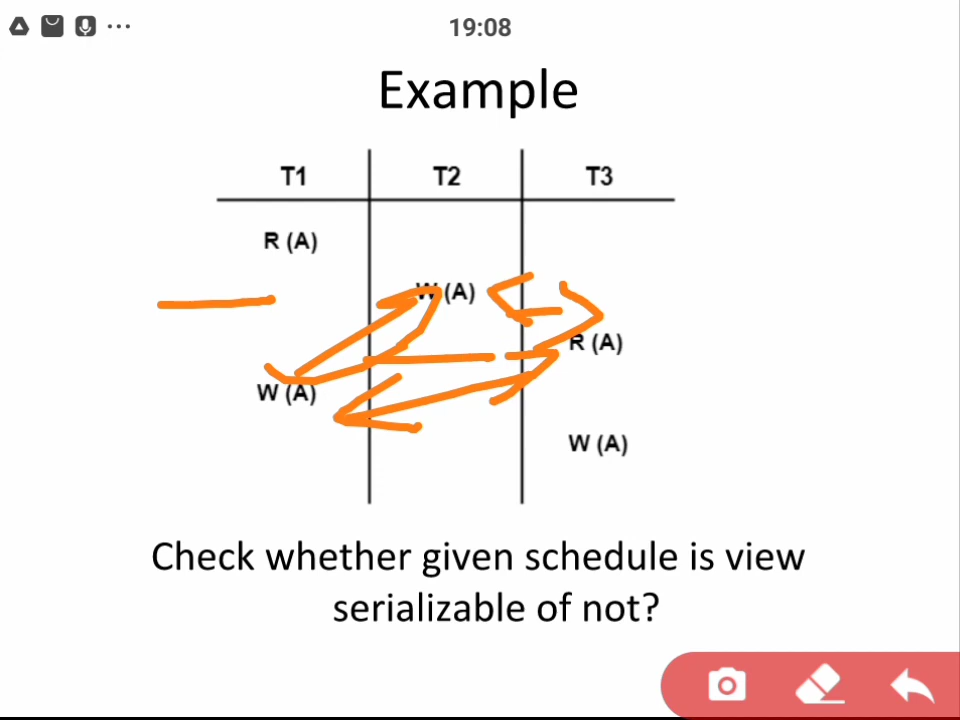 19:08
Example
T1 T2 T3
R (A)
W (A)
R (A)
W (A)
W (A)
Check whether given schedule is view
serializable of not?